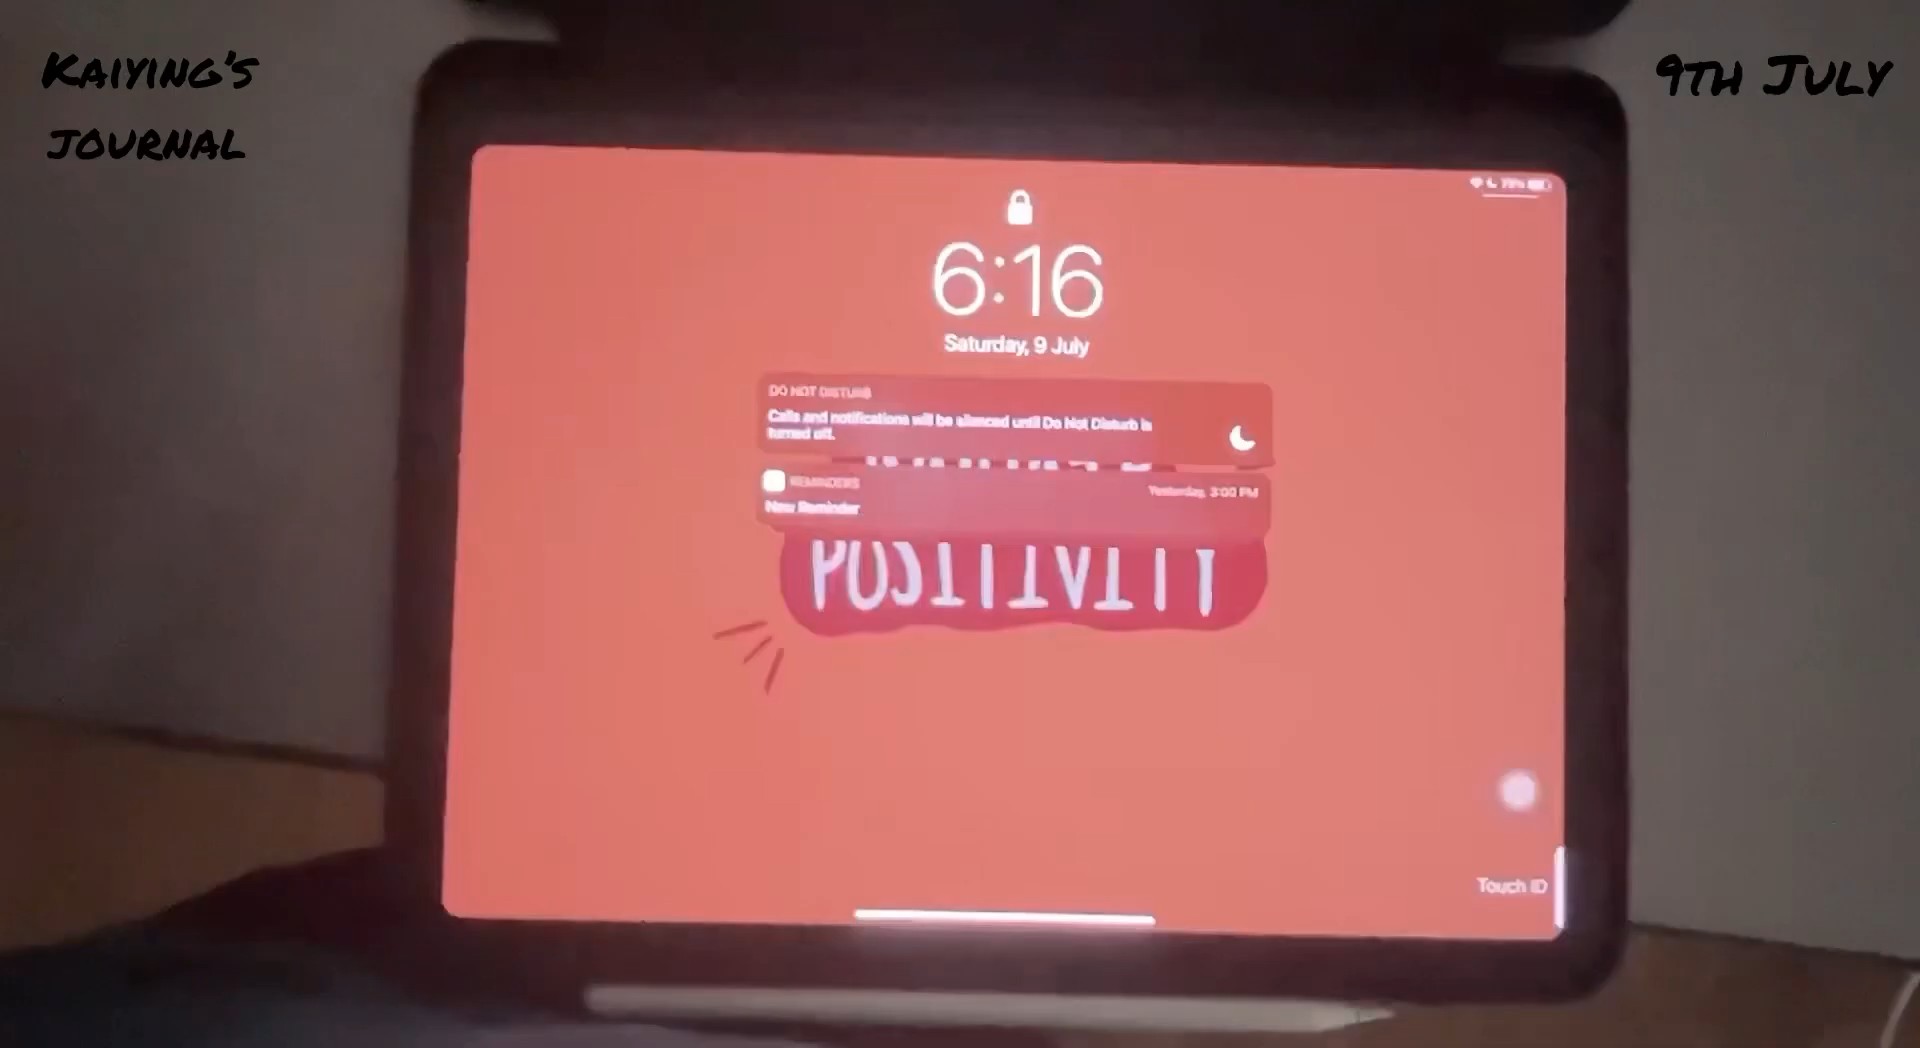 KAIYING'S
JOURNAL
9TH JULY
79%
6:16
Saturday, 9 July
DO NOT DISTURB
Calls and notifications will be silenced until Do Not Disturb is
turned off.
REMINDERS
Yesterday, 3:00 PM
New Reminder
POSITIVITY
Touch ID